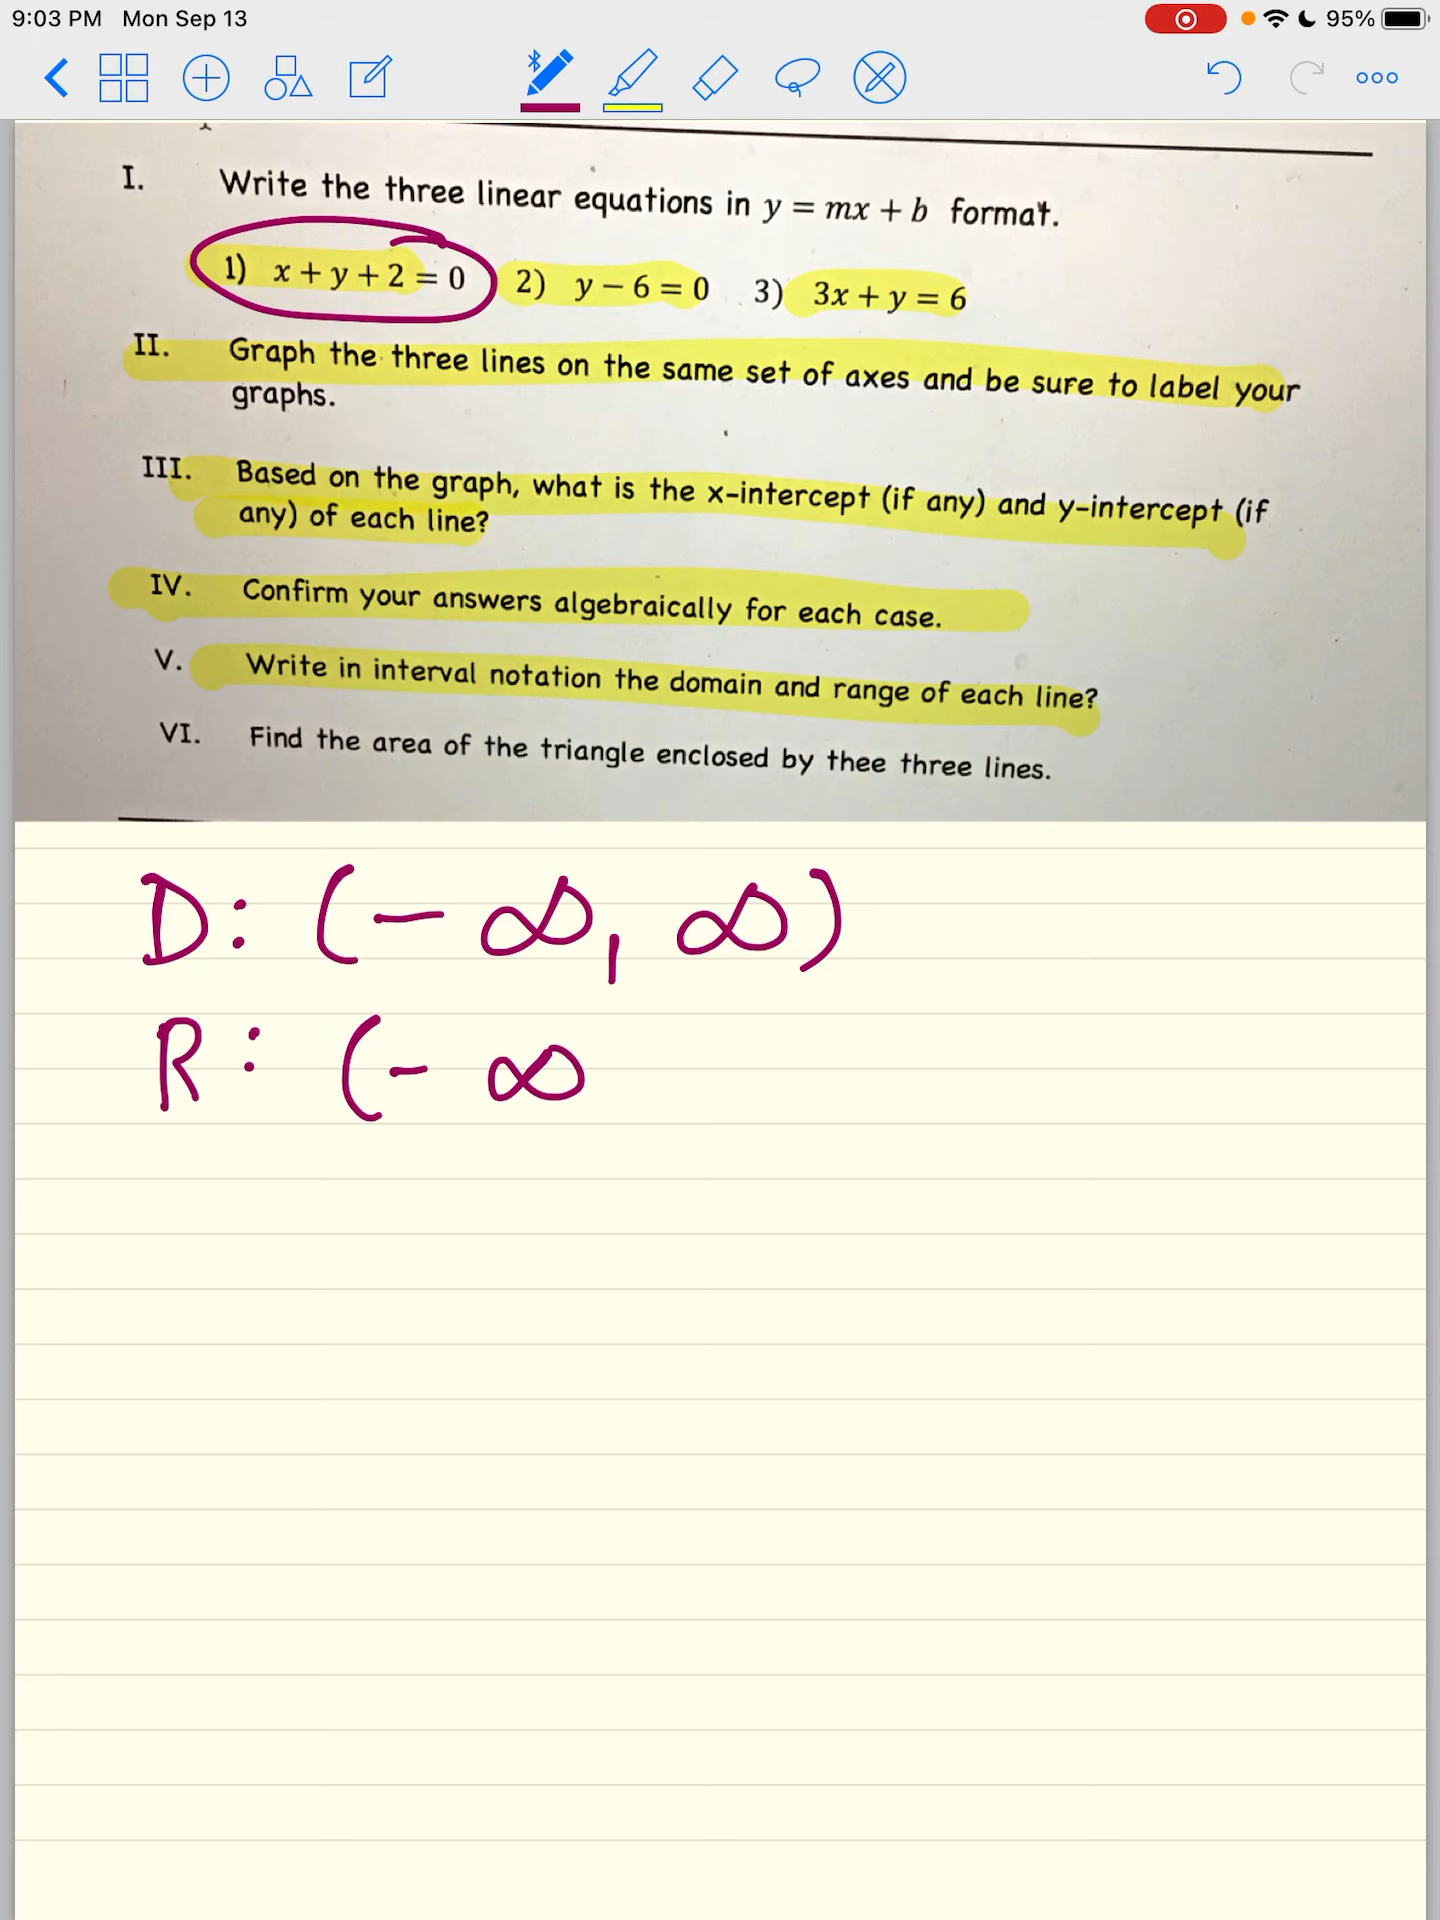 9:03 PM Mon Sep 13 95%
I. Write the three linear equations in y = mx + b format.
1) x + y + 2 = 0 2) y − 6 = 0 3) 3x + y = 6
II. Graph the three lines on the same set of axes and be sure to label your
graphs.
III. Based on the graph, what is the x-intercept (if any) and y-intercept (if
any) of each line?
IV. Confirm your answers algebraically for each case.
V. Write in interval notation the domain and range of each line?
VI. Find the area of the triangle enclosed by thee three lines.
D: (− ∞, ∞)
R: (− ∞